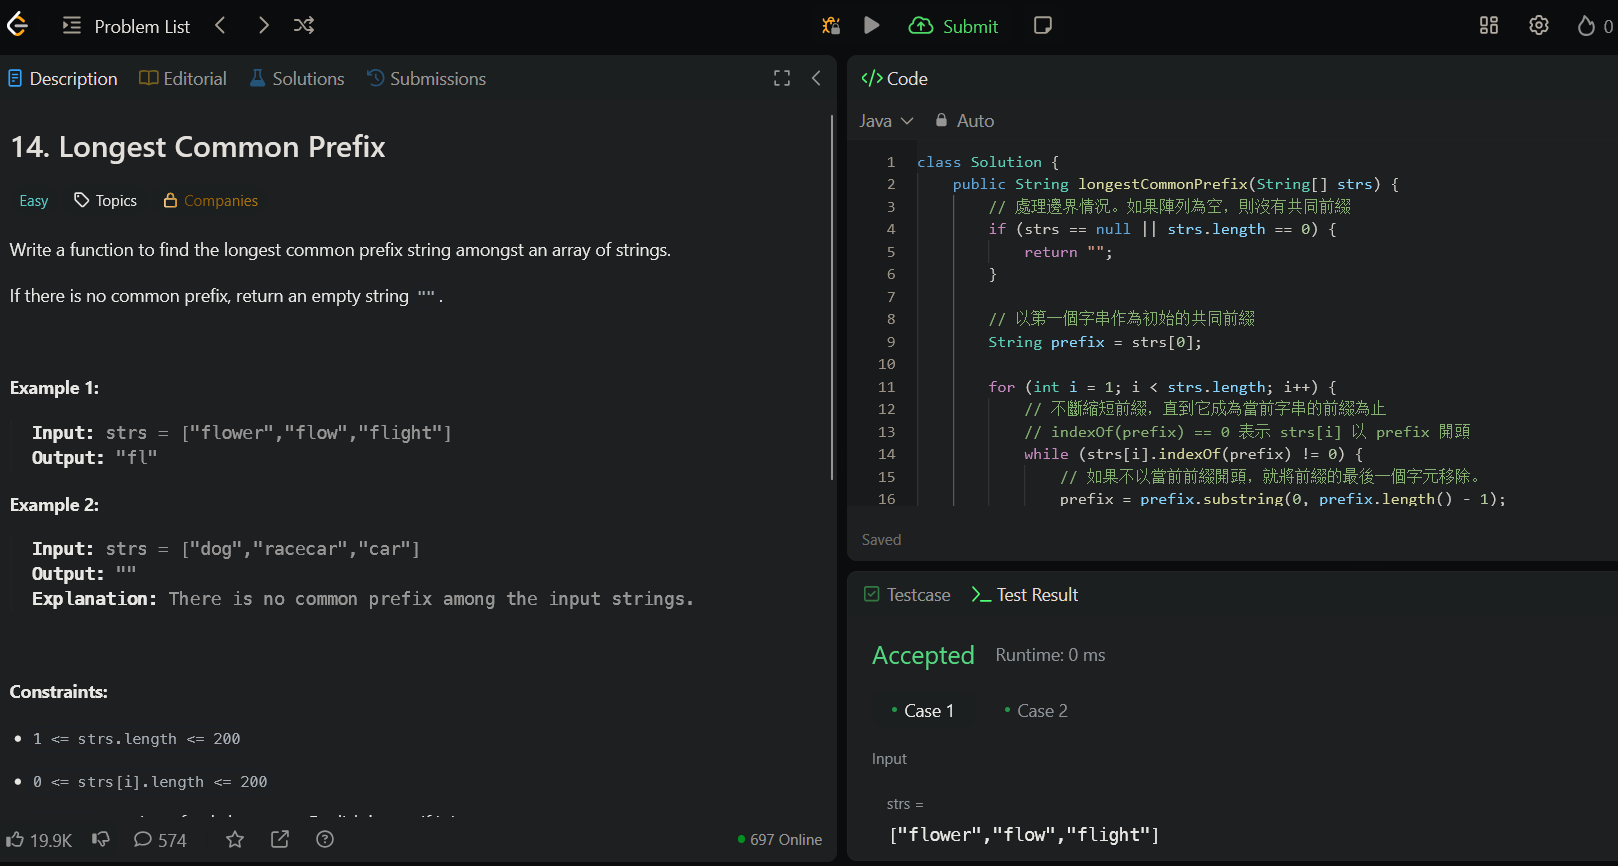 Problem List
Submit
0
Description
Editorial
Solutions
Submissions
14. Longest Common Prefix
Easy
Topics
Companies
Write a function to find the longest common prefix string amongst an array of strings.
If there is no common prefix, return an empty string "".
Example 1:
Input: strs = ["flower","flow","flight"]
Output: "fl"
Example 2:
Input: strs = ["dog","racecar","car"]
Output: ""
Explanation: There is no common prefix among the input strings.
Constraints:
1 <= strs.length <= 200
0 <= strs[i].length <= 200
19.9K
574
697 Online
</> Code
Java
Auto
1 class Solution {
2 public String longestCommonPrefix(String[] strs) {
3 // 處理邊界情況。如果陣列為空，則沒有共同前綴
4 if (strs == null || strs.length == 0) {
5 return "";
6 }
7
8 // 以第一個字串作為初始的共同前綴
9 String prefix = strs[0];
10
11 for (int i = 1; i < strs.length; i++) {
12 // 不斷縮短前綴，直到它成為當前字串的前綴為止
13 // indexOf(prefix) == 0 表示 strs[i] 以 prefix 開頭
14 while (strs[i].indexOf(prefix) != 0) {
15 // 如果不以當前前綴開頭，就將前綴的最後一個字元移除。
16 prefix = prefix.substring(0, prefix.length() - 1);
Saved
Testcase
Test Result
Accepted
Runtime: 0 ms
Case 1
Case 2
Input
strs =
["flower","flow","flight"]